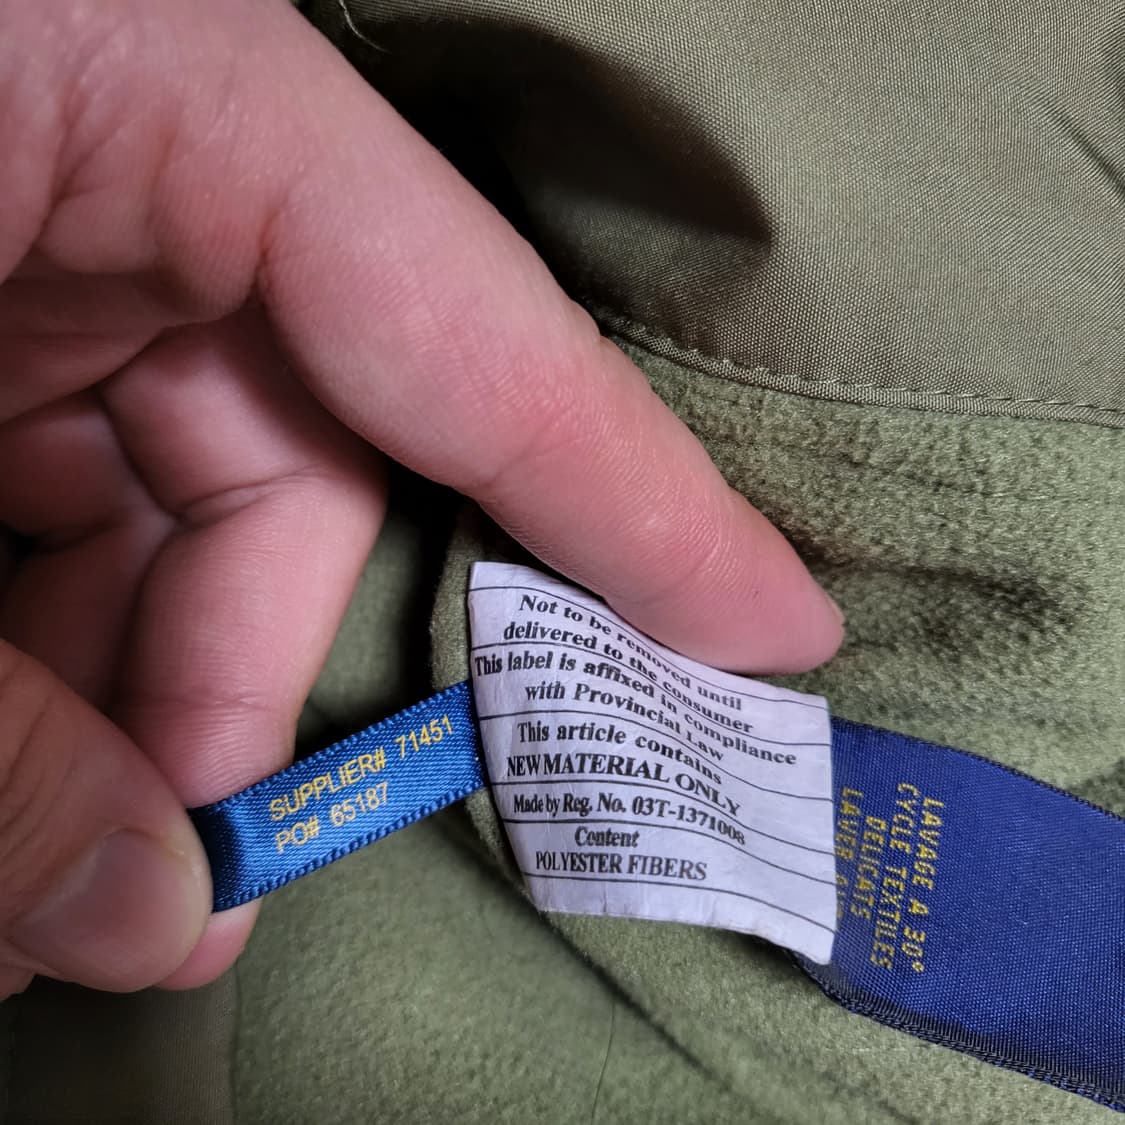 Not to be removed until
delivered to the consumer
This label is affixed in compliance
with Provincial Law
This article contains
NEW MATERIAL ONLY
Made by Reg. No. 03T-1371008
Content
POLYESTER FIBERS
SUPPLIER# 71451
PO# 65187
LAVAGE A 30°
CYCLE TEXTILES
DELICATS
LAVER